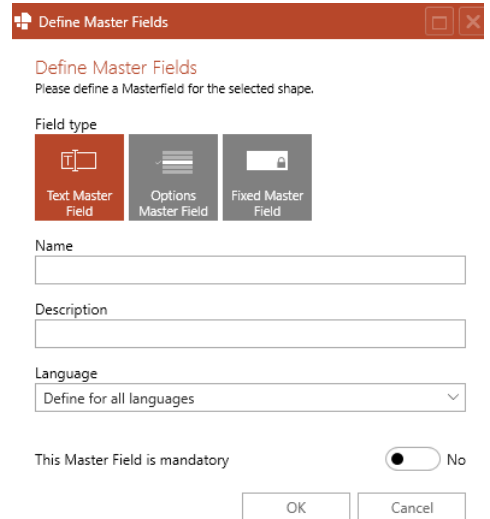 Define Master Fields
Define Master Fields
Please define a Masterfield for the selected shape.
Field type
T
Text Master
Field
Options
Master Field
Fixed Master
Field
Name
Description
Language
Define for all languages
This Master Field is mandatory
No
OK
Cancel